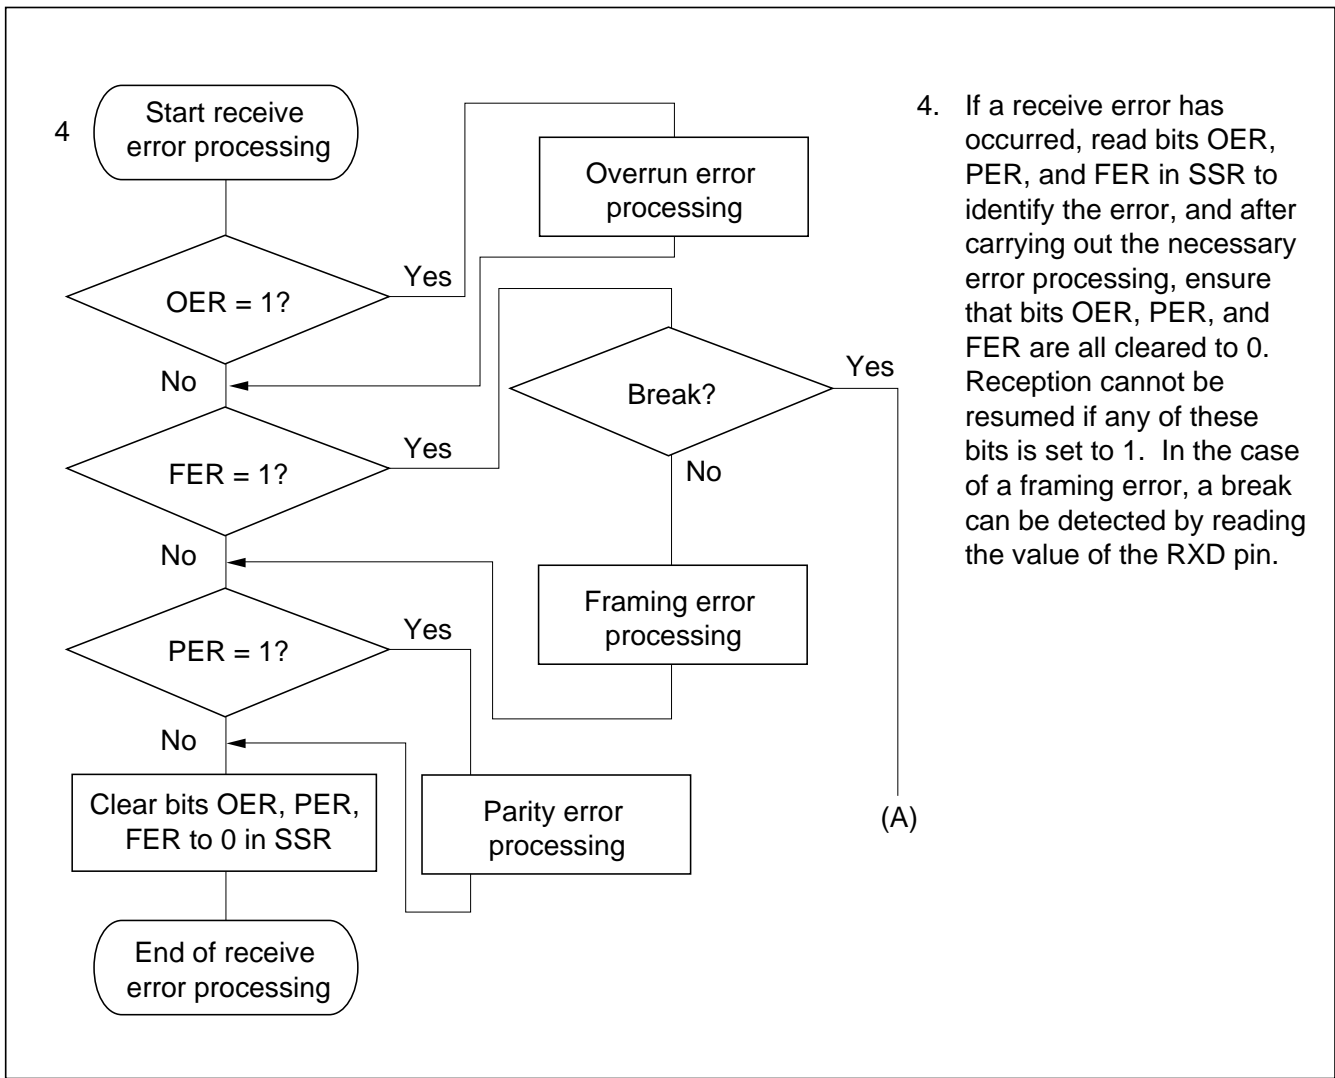 4
Start receive
error processing
OER = 1?
Yes
No
Overrun error
processing
FER = 1?
Yes
No
Break?
Yes
No
Framing error
processing
PER = 1?
Yes
No
Parity error
processing
(A)
Clear bits OER, PER,
FER to 0 in SSR
End of receive
error processing
4. If a receive error has
occurred, read bits OER,
PER, and FER in SSR to
identify the error, and after
carrying out the necessary
error processing, ensure
that bits OER, PER, and
FER are all cleared to 0.
Reception cannot be
resumed if any of these
bits is set to 1. In the case
of a framing error, a break
can be detected by reading
the value of the RXD pin.